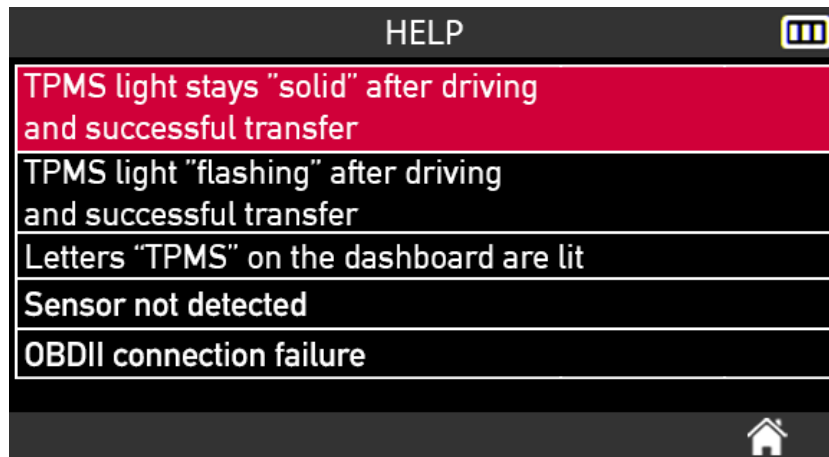 HELP
TPMS light stays ”solid” after driving
and successful transfer
TPMS light ”flashing” after driving
and successful transfer
Letters “TPMS” on the dashboard are lit
Sensor not detected
OBDII connection failure